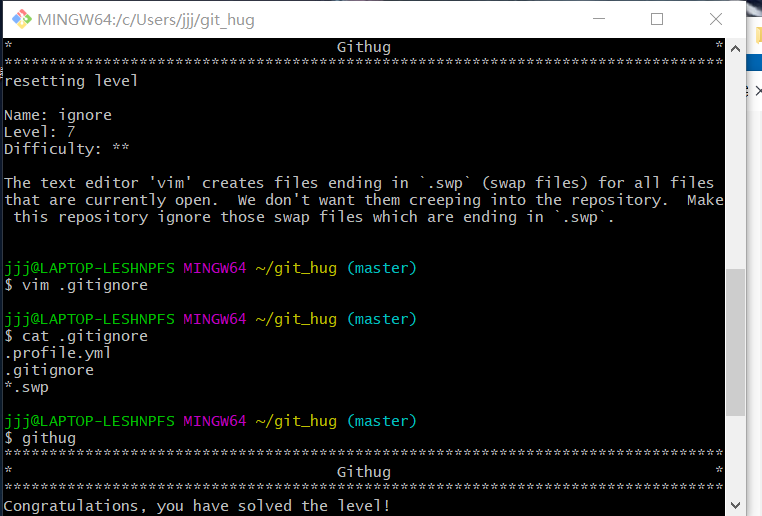 MINGW64:/c/Users/jjj/git_hug
*                                    Githug                                    *
********************************************************************************
resetting level
Name: ignore
Level: 7
Difficulty: **
The text editor 'vim' creates files ending in `.swp` (swap files) for all files
that are currently open.  We don't want them creeping into the repository.  Make
 this repository ignore those swap files which are ending in `.swp`.
jjj@LAPTOP-LESHNPFS MINGW64 ~/git_hug (master)
$ vim .gitignore
jjj@LAPTOP-LESHNPFS MINGW64 ~/git_hug (master)
$ cat .gitignore
.profile.yml
.gitignore
*.swp
jjj@LAPTOP-LESHNPFS MINGW64 ~/git_hug (master)
$ githug
********************************************************************************
*                                    Githug                                    *
********************************************************************************
Congratulations, you have solved the level!